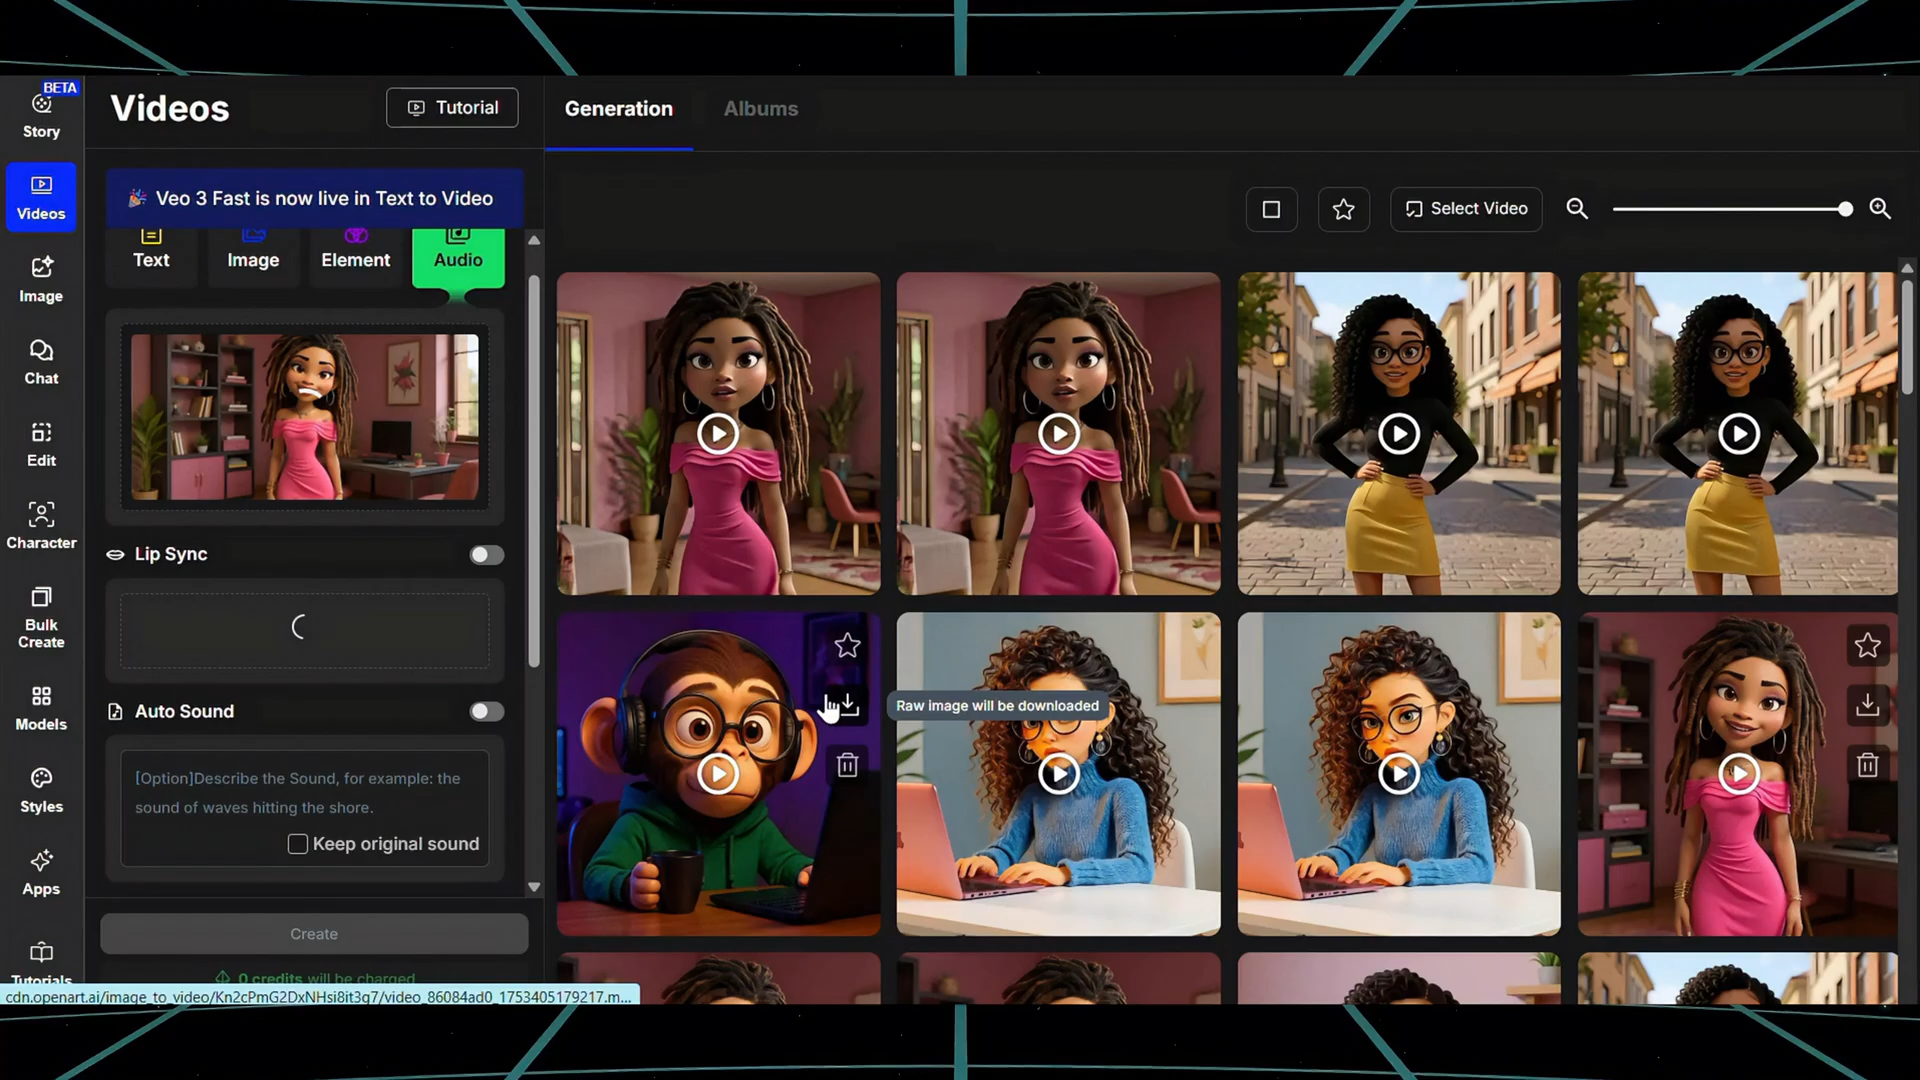 BETA
Story
Videos
Image
Chat
Edit
Character
Bulk
Create
Models
Styles
Apps
Tutorials
Videos
Tutorial
Veo 3 Fast is now live in Text to Video
Text
Image
Element
Audio
Lip Sync
Auto Sound
[Option]Describe the Sound, for example: the
sound of waves hitting the shore.
Keep original sound
Create
0 credits will be charged
cdn.openart.ai/image_to_video/Kn2cPmG2DxNHsi8it3g7/video_86084ad0_1753405179217.m...
Generation
Albums
Select Video
Raw image will be downloaded